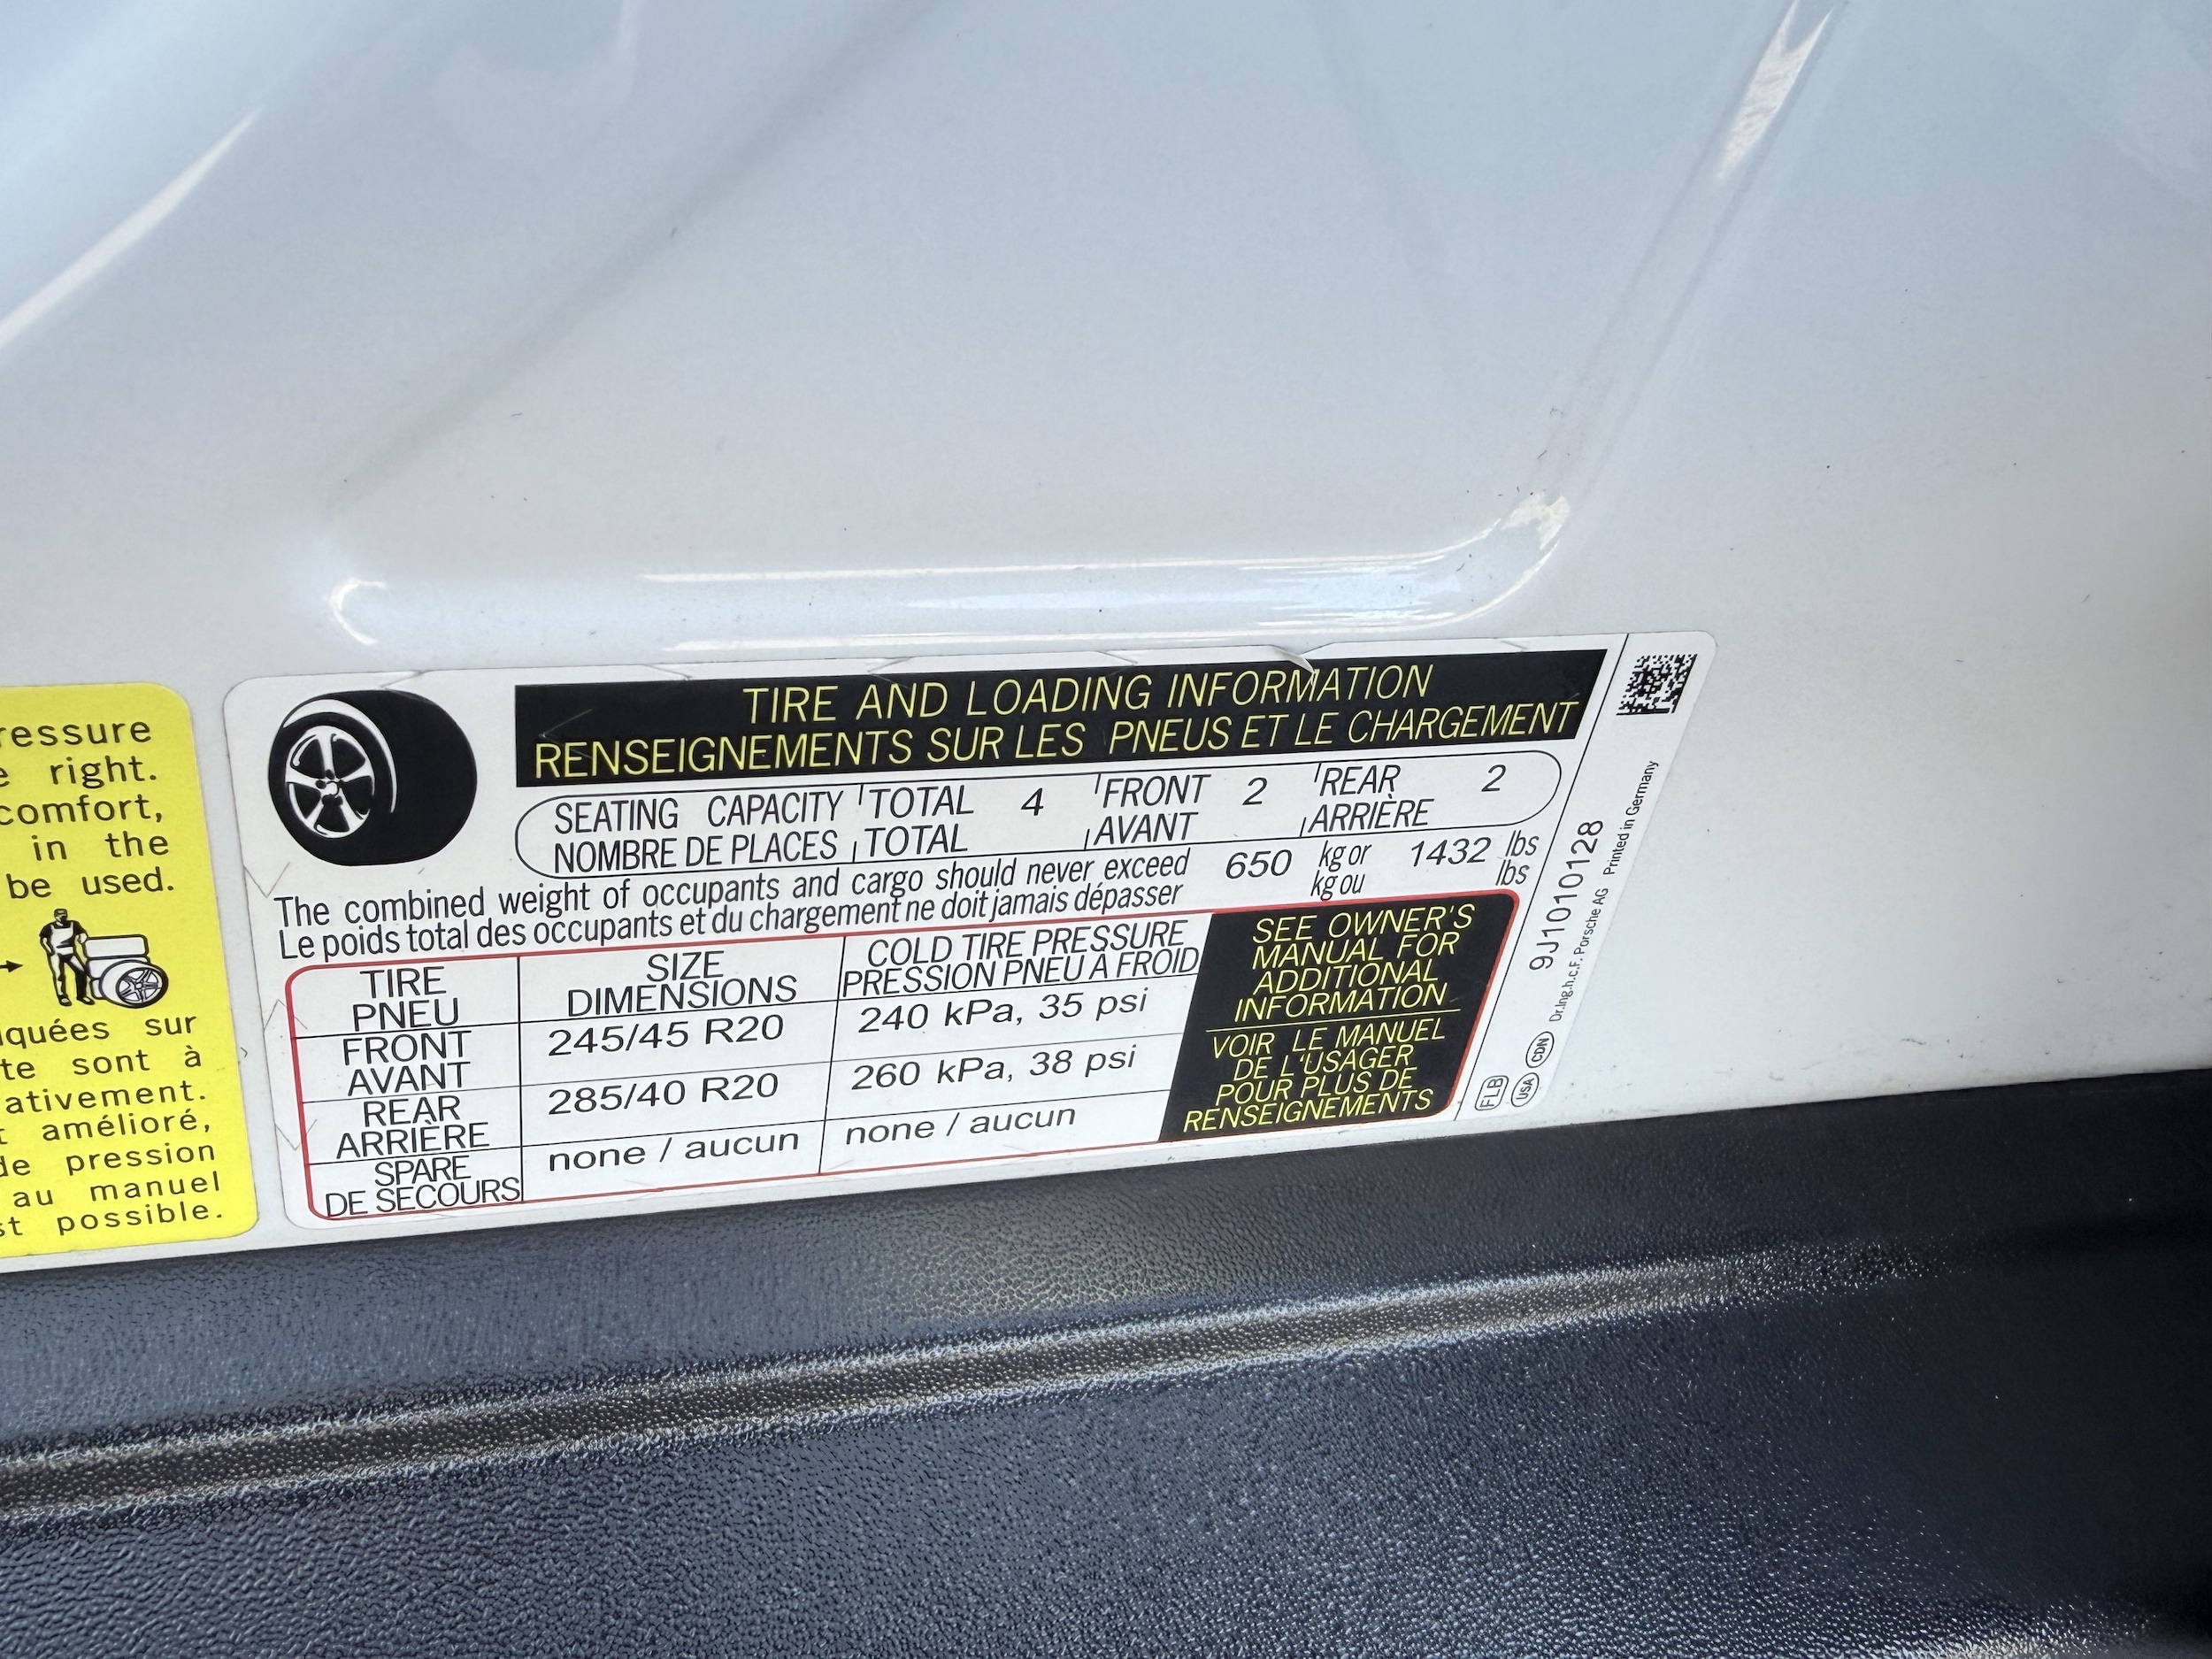 ressure
right.
comfort,
in the
be used.
quées sur
te sont à
ativement.
amélioré,
de pression
au manuel
st possible.
TIRE AND LOADING INFORMATION
RENSEIGNEMENTS SUR LES PNEUS ET LE CHARGEMENT
SEATING CAPACITY TOTAL 4 FRONT 2 REAR 2
NOMBRE DE PLACES TOTAL AVANT ARRIÈRE
The combined weight of occupants and cargo should never exceed 650 kg or 1432 lbs
Le poids total des occupants et du chargement ne doit jamais dépasser kg ou lbs
TIRE SIZE COLD TIRE PRESSURE
PNEU DIMENSIONS PRESSION PNEU À FROID
FRONT 245/45 R20 240 kPa, 35 psi
AVANT
REAR 285/40 R20 260 kPa, 38 psi
ARRIÈRE
SPARE none / aucun none / aucun
DE SECOURS
SEE OWNER'S
MANUAL FOR
ADDITIONAL
INFORMATION
VOIR LE MANUEL
DE L'USAGER
POUR PLUS DE
RENSEIGNEMENTS
9J1010128
Dr.Ing.h.c.F. Porsche AG Printed in Germany
FLB
USA CDN